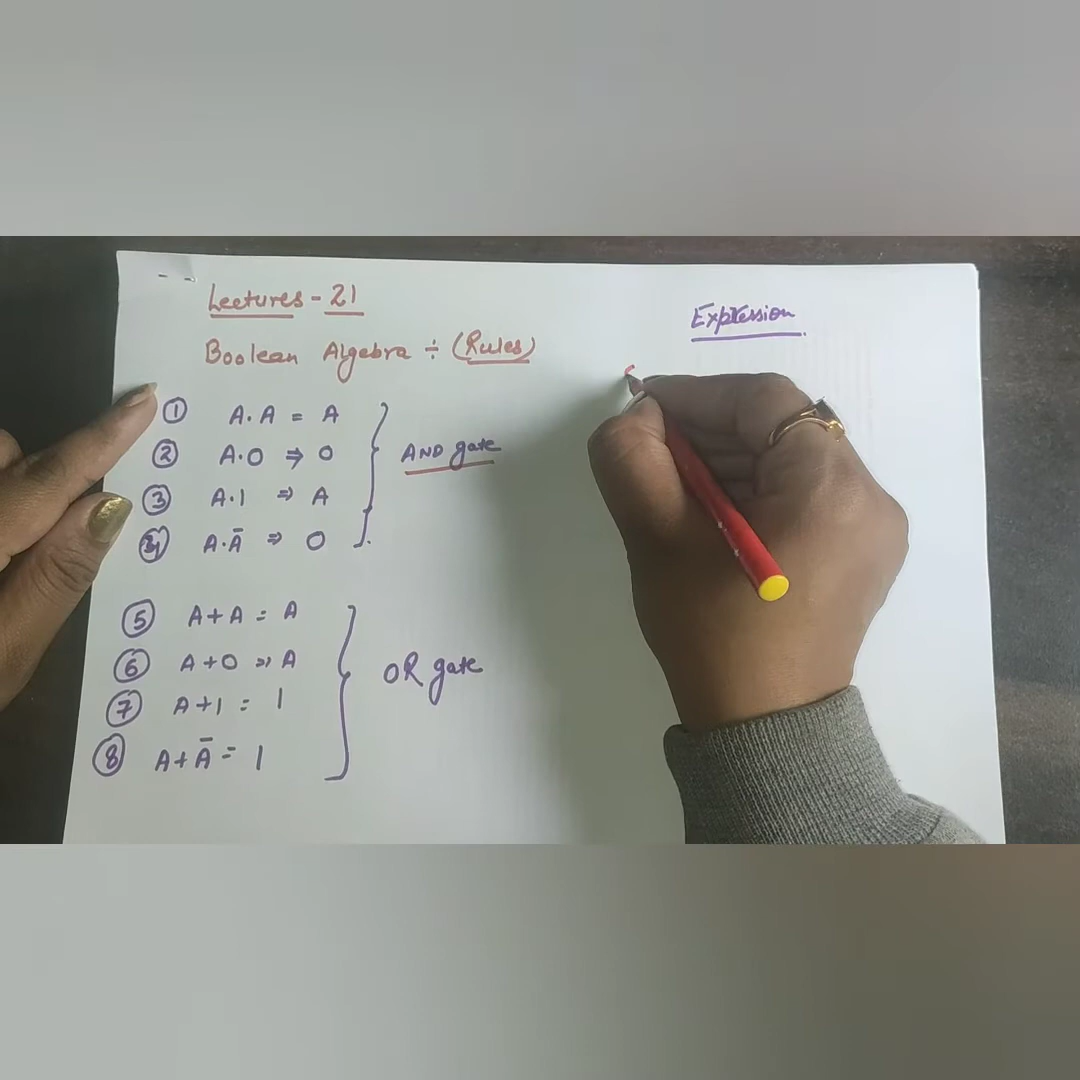 Lectures - 21
Boolean Algebra ÷ (Rules)
① A.A = A
② A.0 ⇒ 0
③ A.1 ⇒ A
A.Ā ⇒ 0
AND gate
⑤ A+A = A
⑥ A+0 ⇒ A
⑦ A+1 = 1
⑧ A+Ā = 1
OR gate
Expression